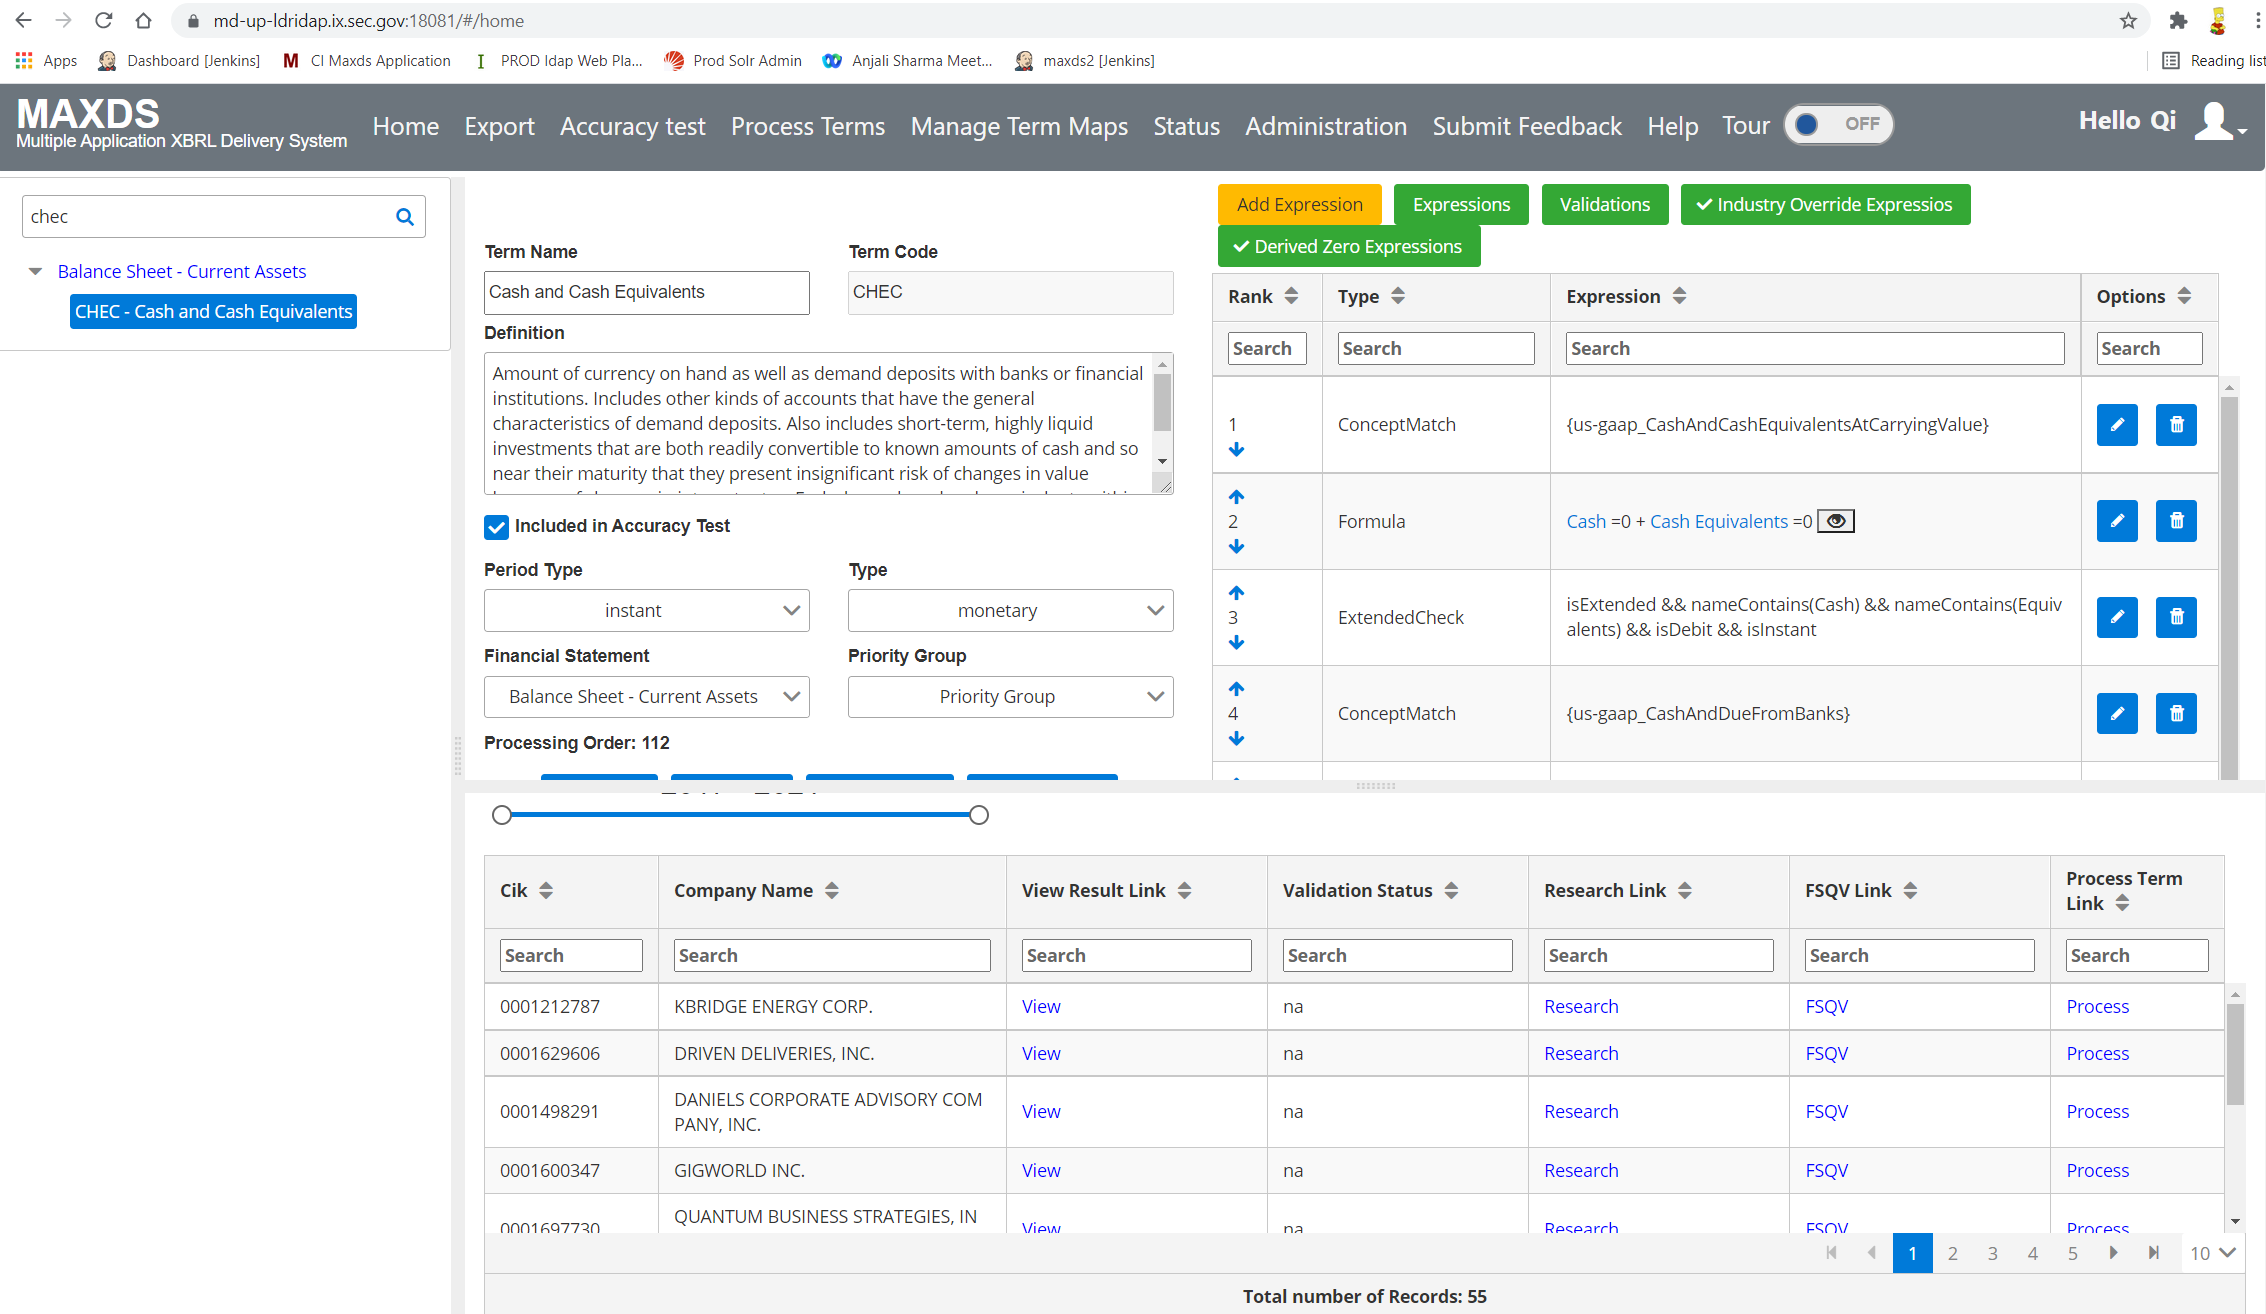 md-up-ldridap.ix.sec.gov:18081/#/home
Apps
Dashboard [Jenkins]
CI Maxds Application
PROD Idap Web Pla...
Prod Solr Admin
Anjali Sharma Meet...
maxds2 [Jenkins]
Reading list
MAXDS
Multiple Application XBRL Delivery System
Home Export Accuracy test Process Terms Manage Term Maps Status Administration Submit Feedback Help Tour OFF
Hello Qi
chec
Balance Sheet - Current Assets
CHEC - Cash and Cash Equivalents
Term Name
Term Code
Cash and Cash Equivalents
CHEC
Definition
Amount of currency on hand as well as demand deposits with banks or financial
institutions. Includes other kinds of accounts that have the general
characteristics of demand deposits. Also includes short-term, highly liquid
investments that are both readily convertible to known amounts of cash and so
near their maturity that they present insignificant risk of changes in value
Included in Accuracy Test
Period Type
Type
instant
monetary
Financial Statement
Priority Group
Balance Sheet - Current Assets
Priority Group
Processing Order: 112
Add Expression
Expressions
Validations
Industry Override Expressios
Derived Zero Expressions
Rank Type Expression Options
Search Search Search Search
1 ConceptMatch {us-gaap_CashAndCashEquivalentsAtCarryingValue}
2 Formula Cash =0 + Cash Equivalents =0
3 ExtendedCheck isExtended && nameContains(Cash) && nameContains(Equiv
alents) && isDebit && isInstant
4 ConceptMatch {us-gaap_CashAndDueFromBanks}
Cik Company Name View Result Link Validation Status Research Link FSQV Link Process Term
Link
Search Search Search Search Search Search Search
0001212787 KBRIDGE ENERGY CORP. View na Research FSQV Process
0001629606 DRIVEN DELIVERIES, INC. View na Research FSQV Process
0001498291 DANIELS CORPORATE ADVISORY COM
PANY, INC. View na Research FSQV Process
0001600347 GIGWORLD INC. View na Research FSQV Process
0001697730 QUANTUM BUSINESS STRATEGIES, IN View na Research FSQV Process
1 2 3 4 5 10
Total number of Records: 55